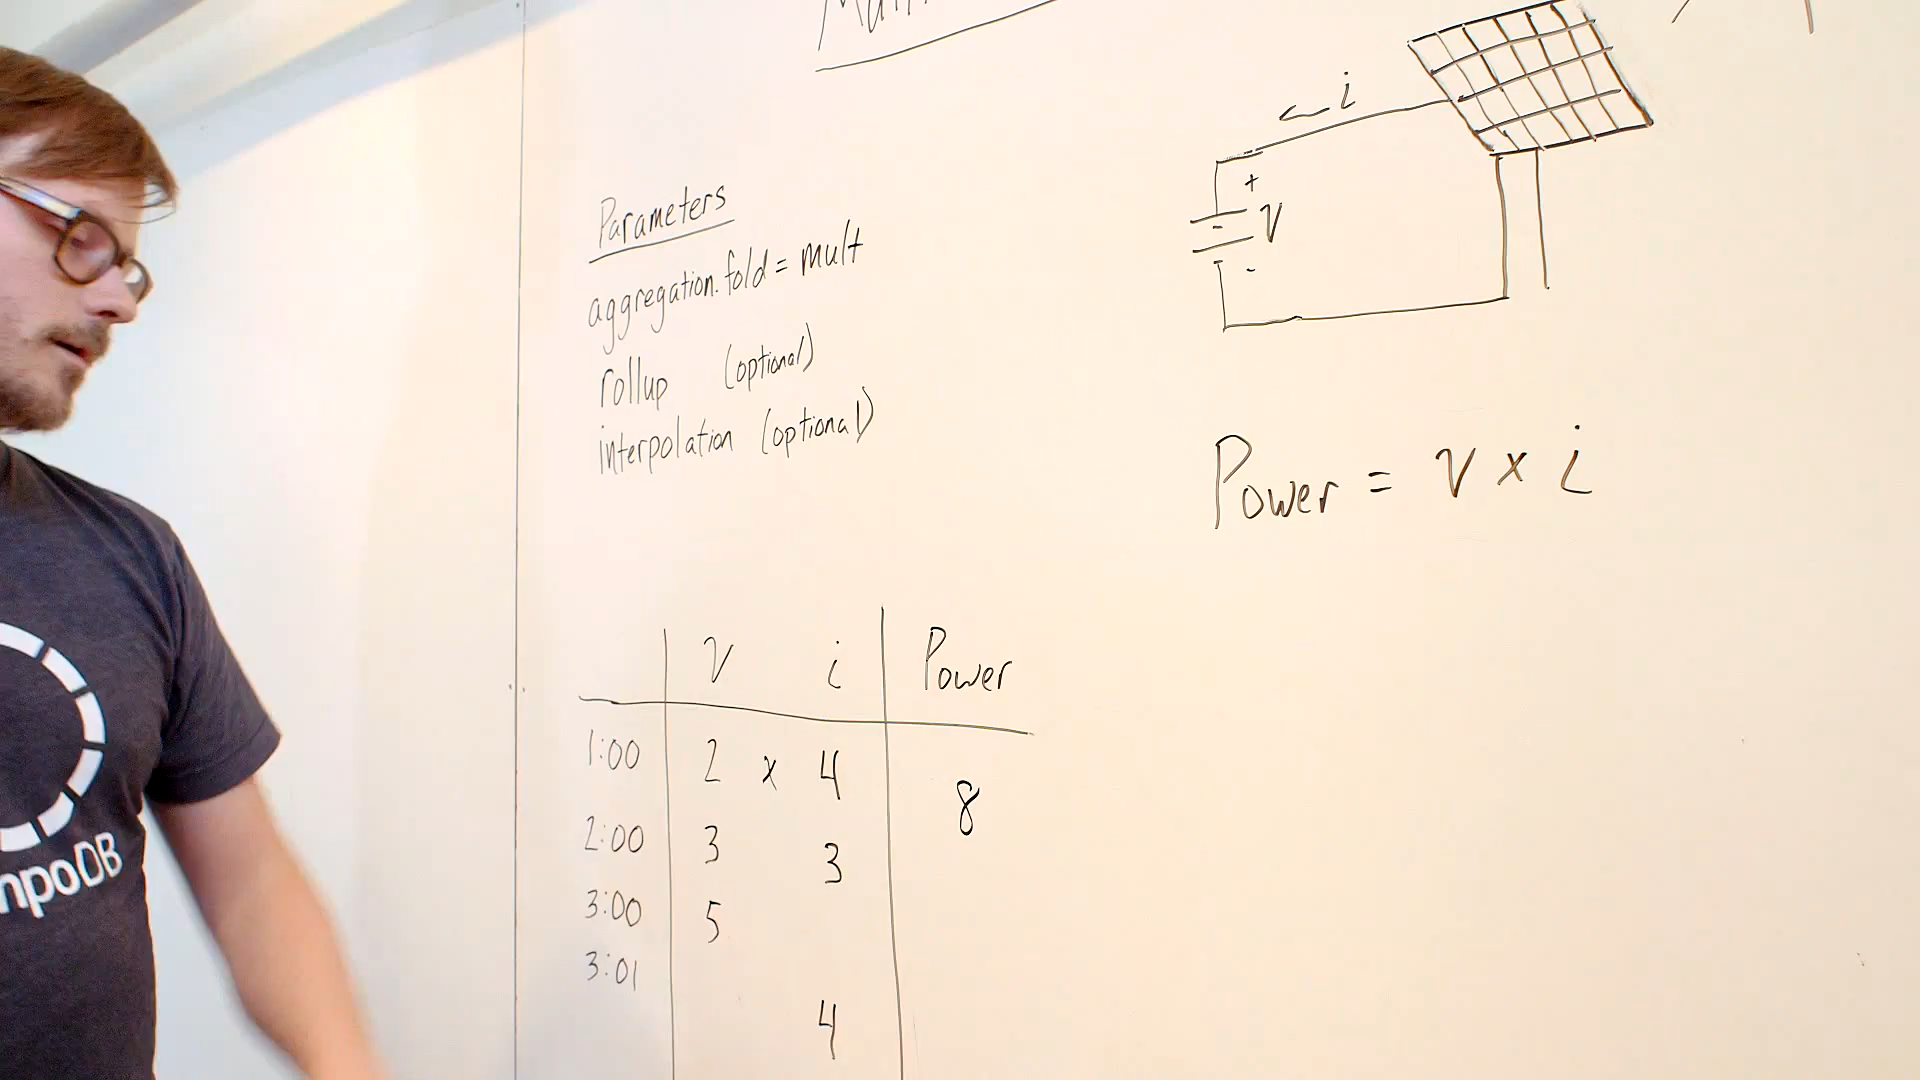 i
+
V
-
Parameters
aggregation.fold = mult
rollup (optional)
interpolation (optional)
Power = V x i
V i Power
1:00 2 x 4 8
2:00 3 3
3:00 5
3:01 4
mpoDB